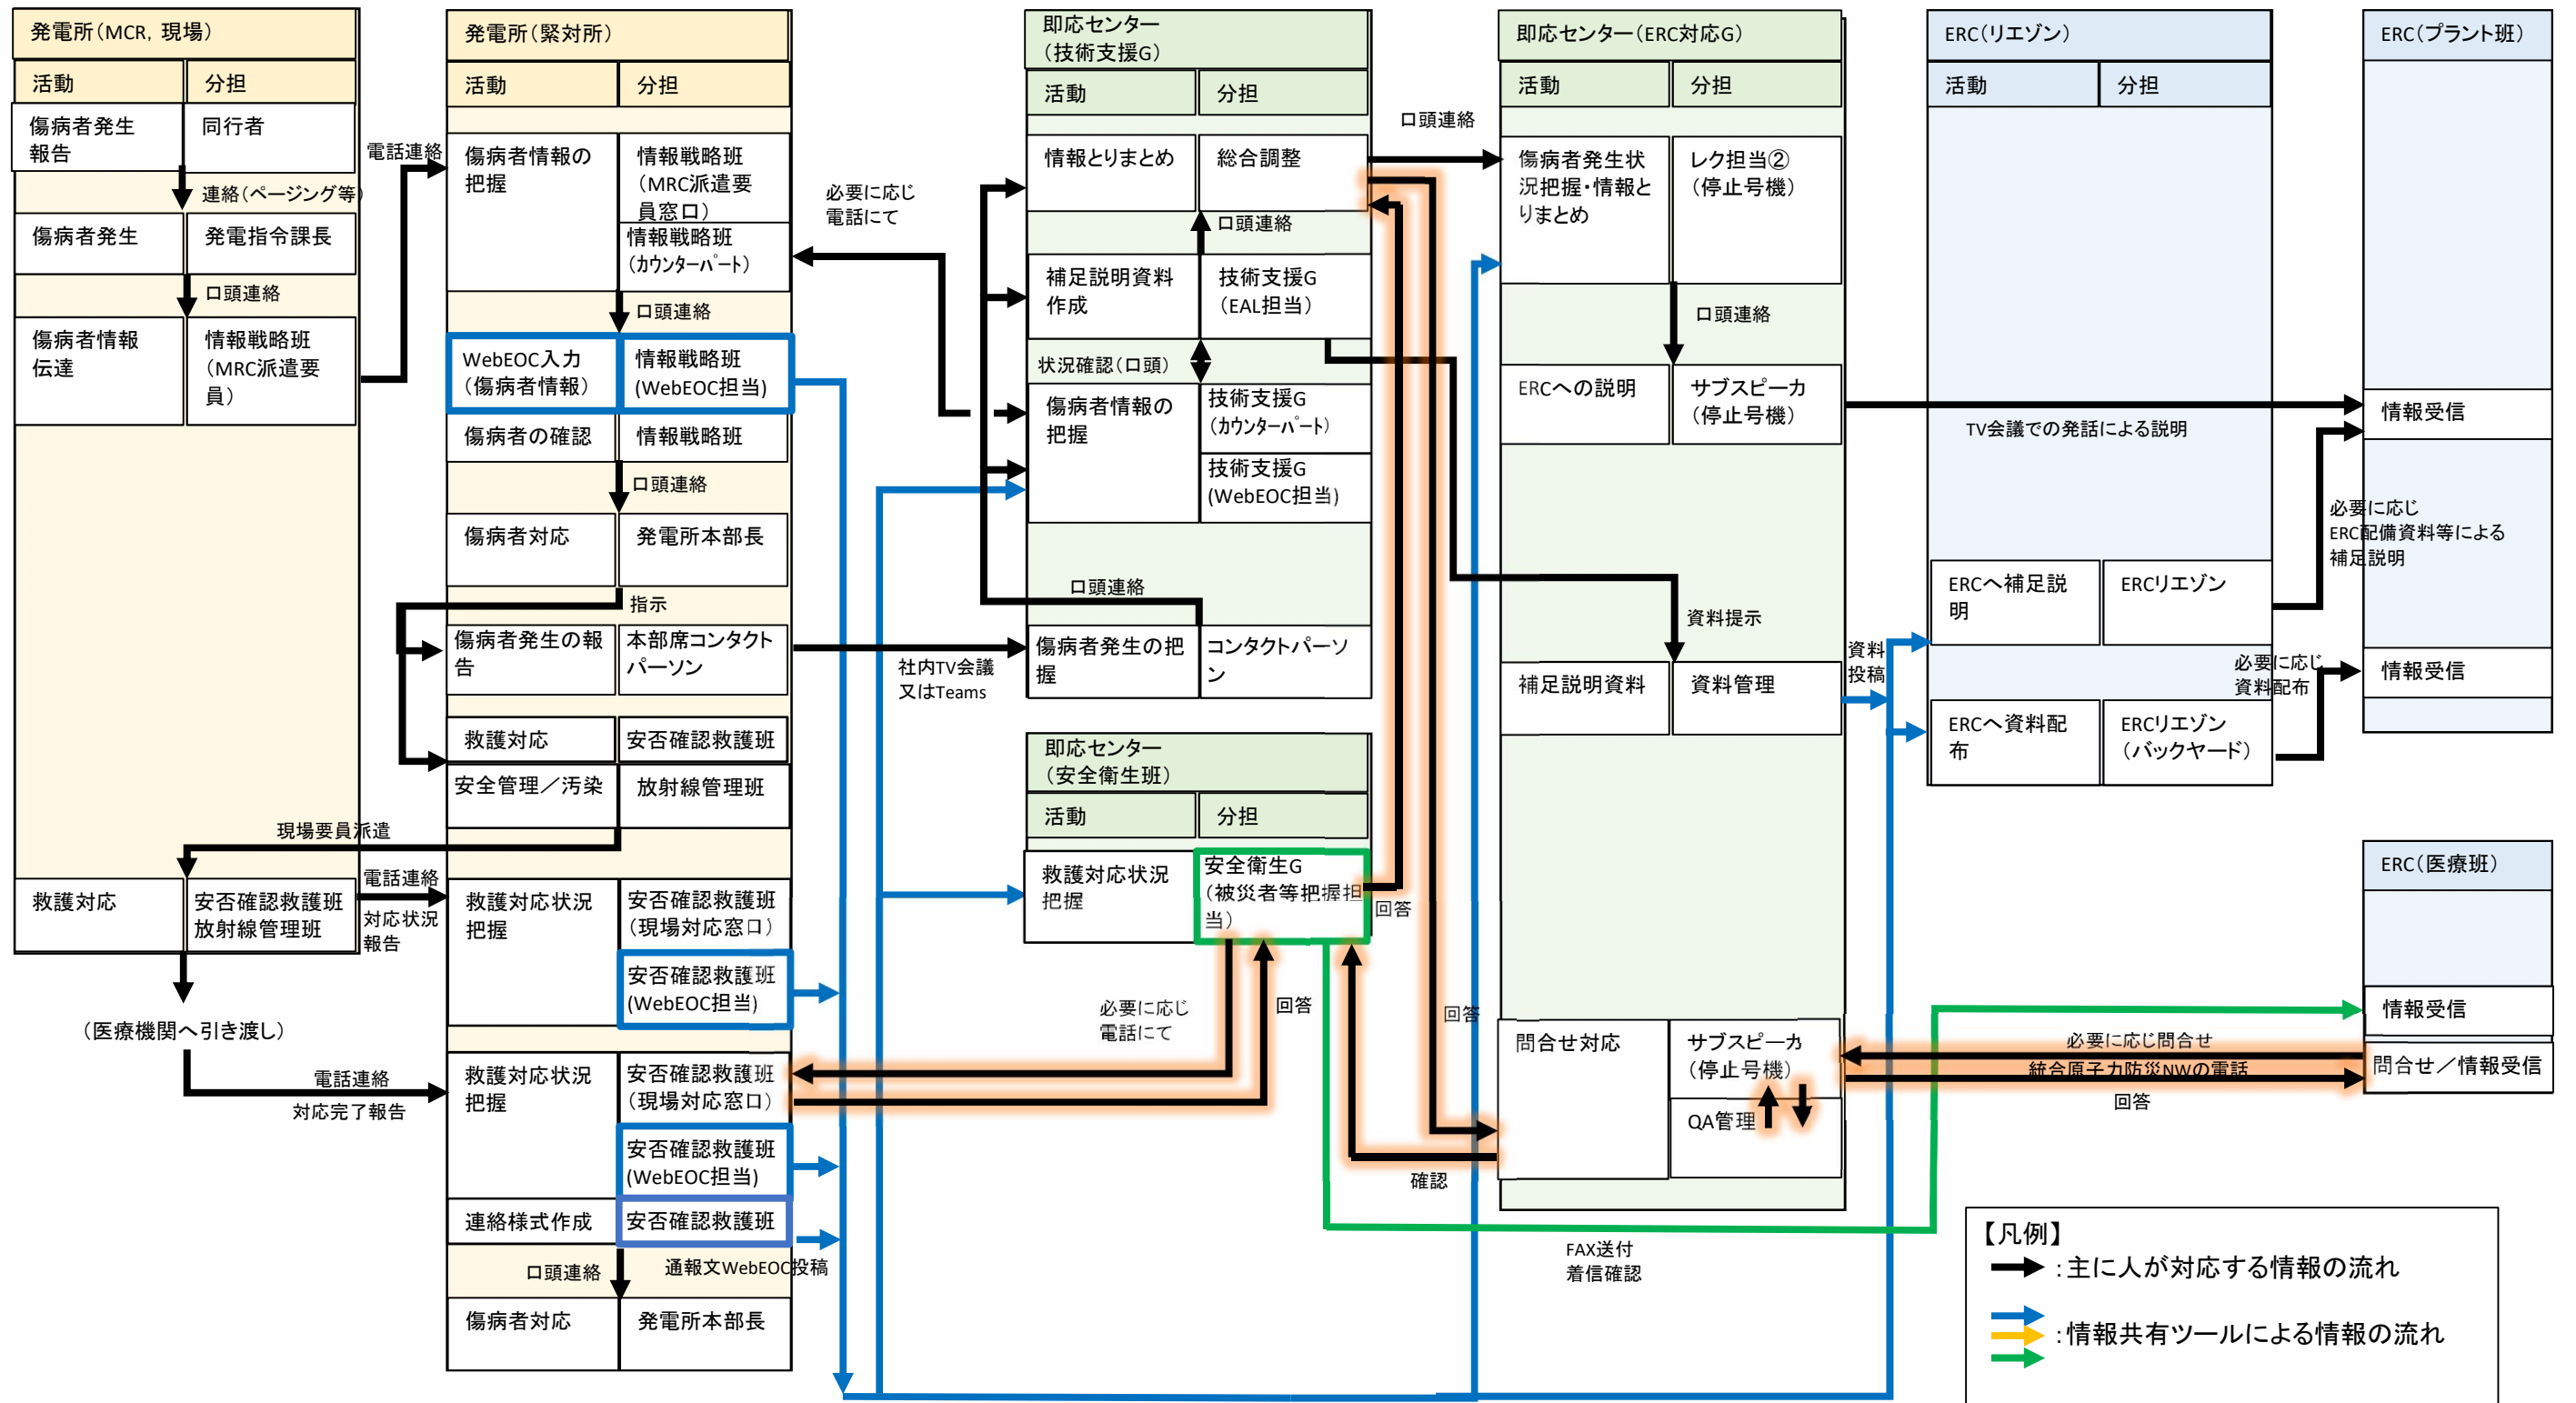 発電所(MCR，現場)
活動
分担
傷病者発生
報告
同行者
連絡(ページング等)
傷病者発生
発電指令課長
口頭連絡
傷病者情報
伝達
情報戦略班
(MRC派遣要
員)
電話連絡
現場要員派遣
救護対応
安否確認救護班
放射線管理班
電話連絡
対応状況
報告
(医療機関へ引き渡し)
電話連絡
対応完了報告
発電所(緊対所)
活動
分担
傷病者情報の
把握
情報戦略班
(MRC派遣要
員窓口)
情報戦略班
(カウンターパート)
口頭連絡
WebEOC入力
(傷病者情報)
情報戦略班
(WebEOC担当)
傷病者の確認
情報戦略班
口頭連絡
傷病者対応
発電所本部長
指示
傷病者発生の報
告
本部席コンタクト
パーソン
救護対応
安否確認救護班
安全管理／汚染
放射線管理班
救護対応状況
把握
安否確認救護班
(現場対応窓口)
安否確認救護班
(WebEOC担当)
救護対応状況
把握
安否確認救護班
(現場対応窓口)
安否確認救護班
(WebEOC担当)
連絡様式作成
安否確認救護班
口頭連絡
通報文WebEOC投稿
傷病者対応
発電所本部長
必要に応じ
電話にて
社内TV会議
又はTeams
即応センター
(技術支援G)
活動
分担
情報とりまとめ
総合調整
口頭連絡
補足説明資料
作成
技術支援G
(EAL担当)
状況確認(口頭)
傷病者情報の
把握
技術支援G
(カウンターパート)
技術支援G
(WebEOC担当)
口頭連絡
傷病者発生の把
握
コンタクトパーソ
ン
即応センター
(安全衛生班)
活動
分担
救護対応状況
把握
安全衛生G
(被災者等把握担
当)
回答
必要に応じ
電話にて
回答
回答
確認
FAX送付
着信確認
口頭連絡
即応センター(ERC対応G)
活動
分担
傷病者発生状
況把握・情報と
りまとめ
レク担当②
(停止号機)
口頭連絡
ERCへの説明
サブスピーカ
(停止号機)
資料提示
補足説明資料
資料管理
資料
投稿
問合せ対応
サブスピーカ
(停止号機)
QA管理
ERC(リエゾン)
活動
分担
TV会議での発話による説明
ERCへ補足説
明
ERCリエゾン
ERCへ資料配
布
ERCリエゾン
(バックヤード)
ERC(プラント班)
情報受信
必要に応じ
ERC配備資料等による
補足説明
必要に応じ
資料配布
情報受信
ERC(医療班)
情報受信
問合せ／情報受信
必要に応じ問合せ
統合原子力防災NWの電話
回答
【凡例】
：主に人が対応する情報の流れ
：情報共有ツールによる情報の流れ